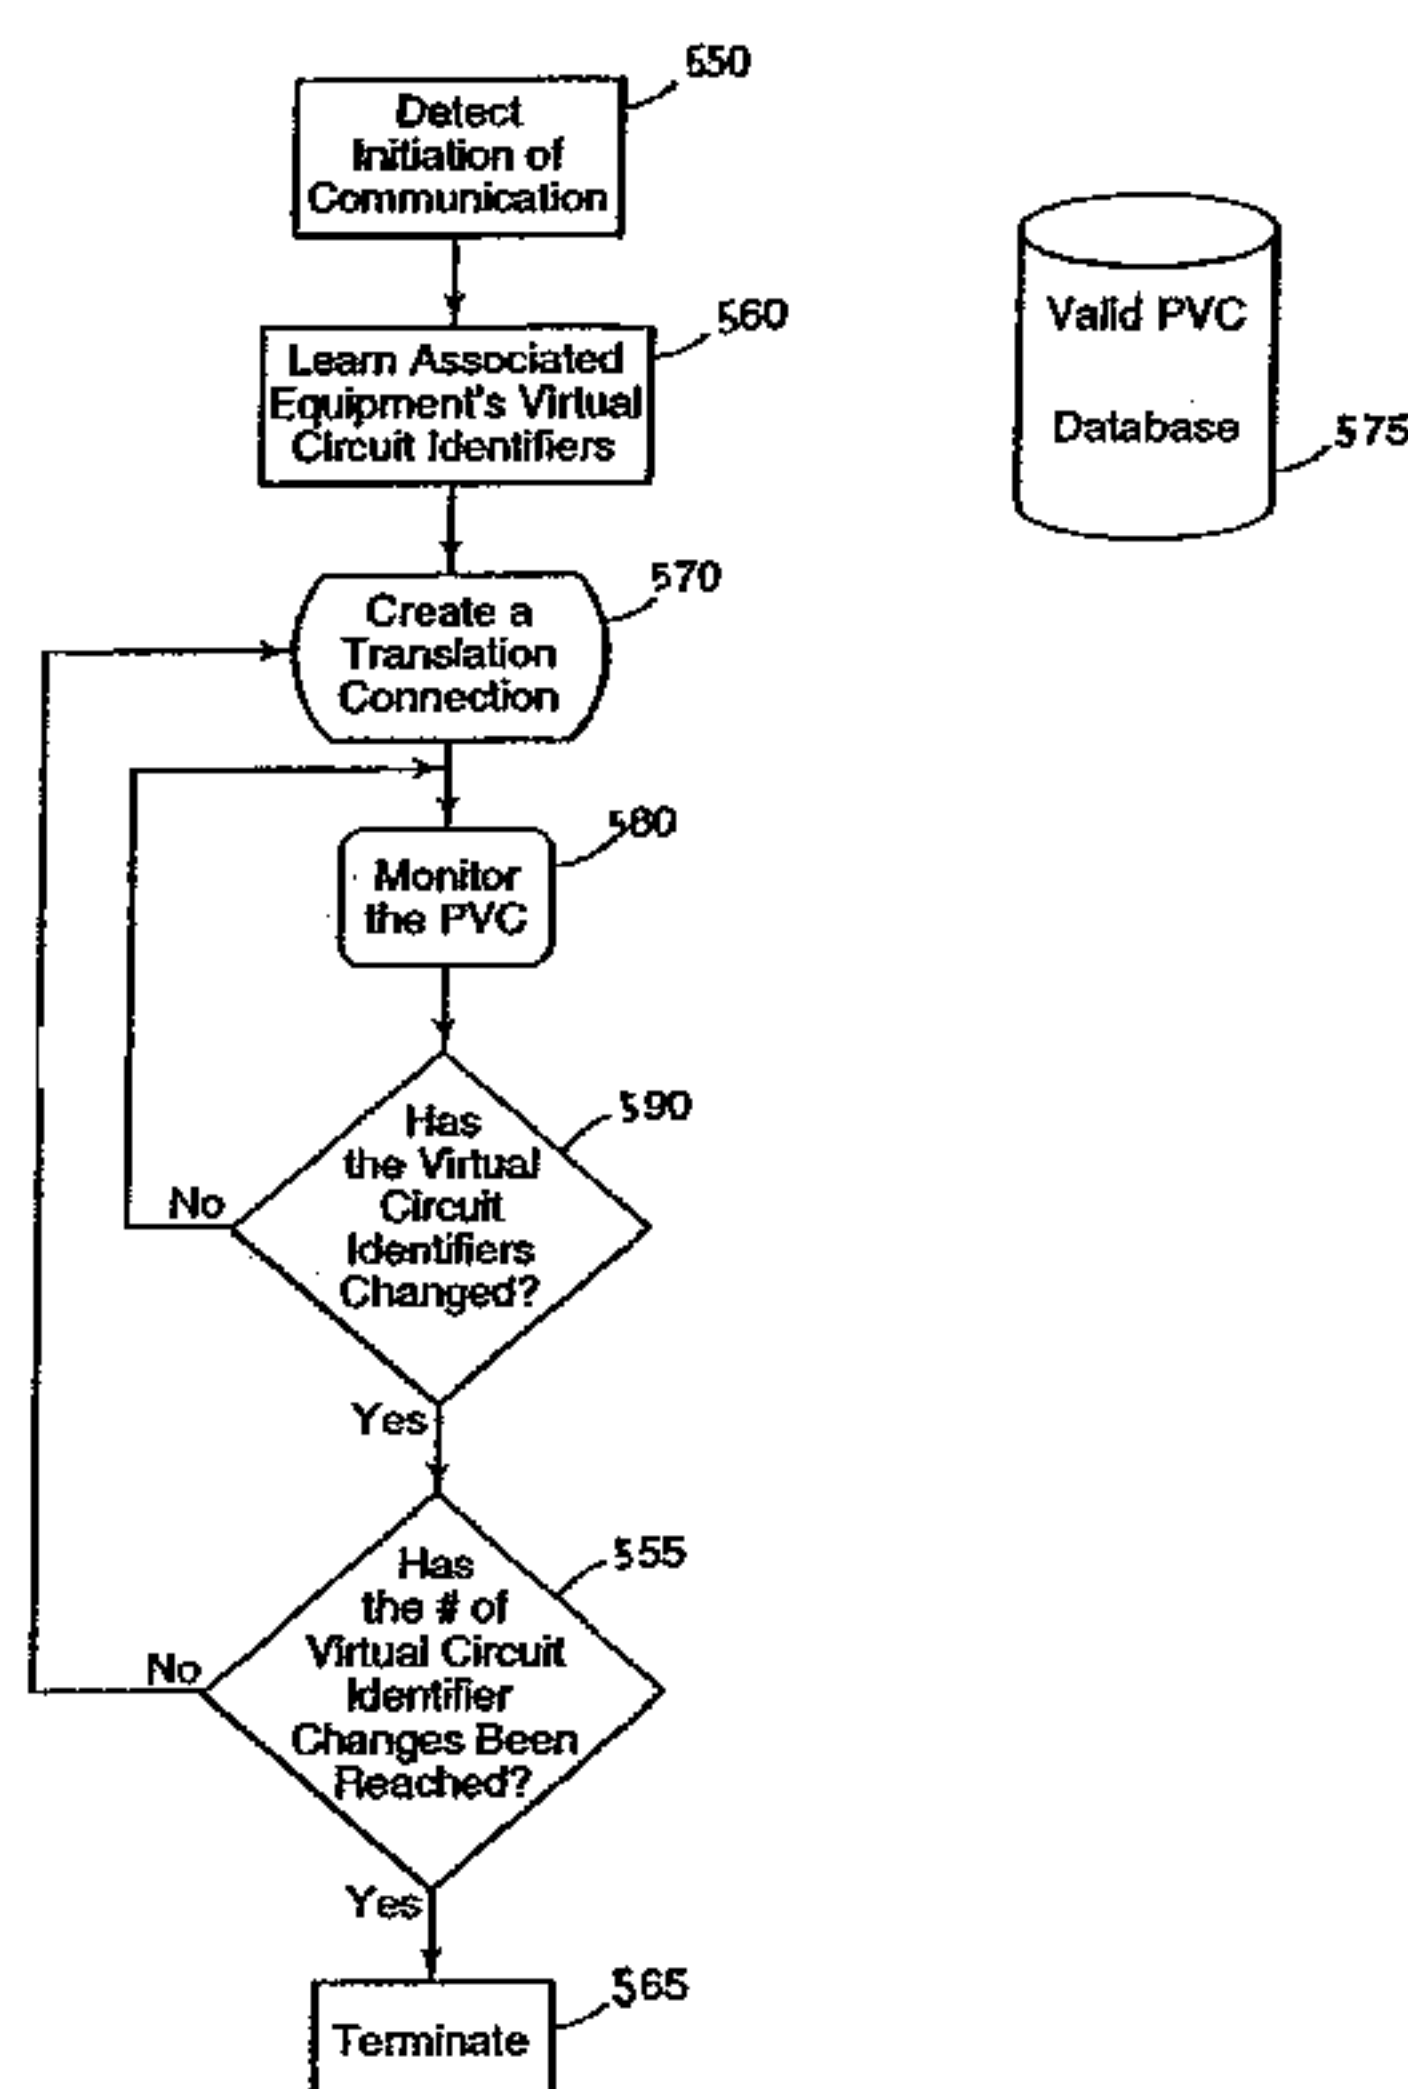 550
Detect
Initiation of
Communication
560
Learn Associated
Equipment's Virtual
Circuit Identifiers
Valid PVC
Database
575
570
Create a
Translation
Connection
580
Monitor
the PVC
590
Has
the Virtual
Circuit
Identifiers
Changed?
No
Yes
555
Has
the # of
Virtual Circuit
Identifier
Changes Been
Reached?
No
Yes
565
Terminate